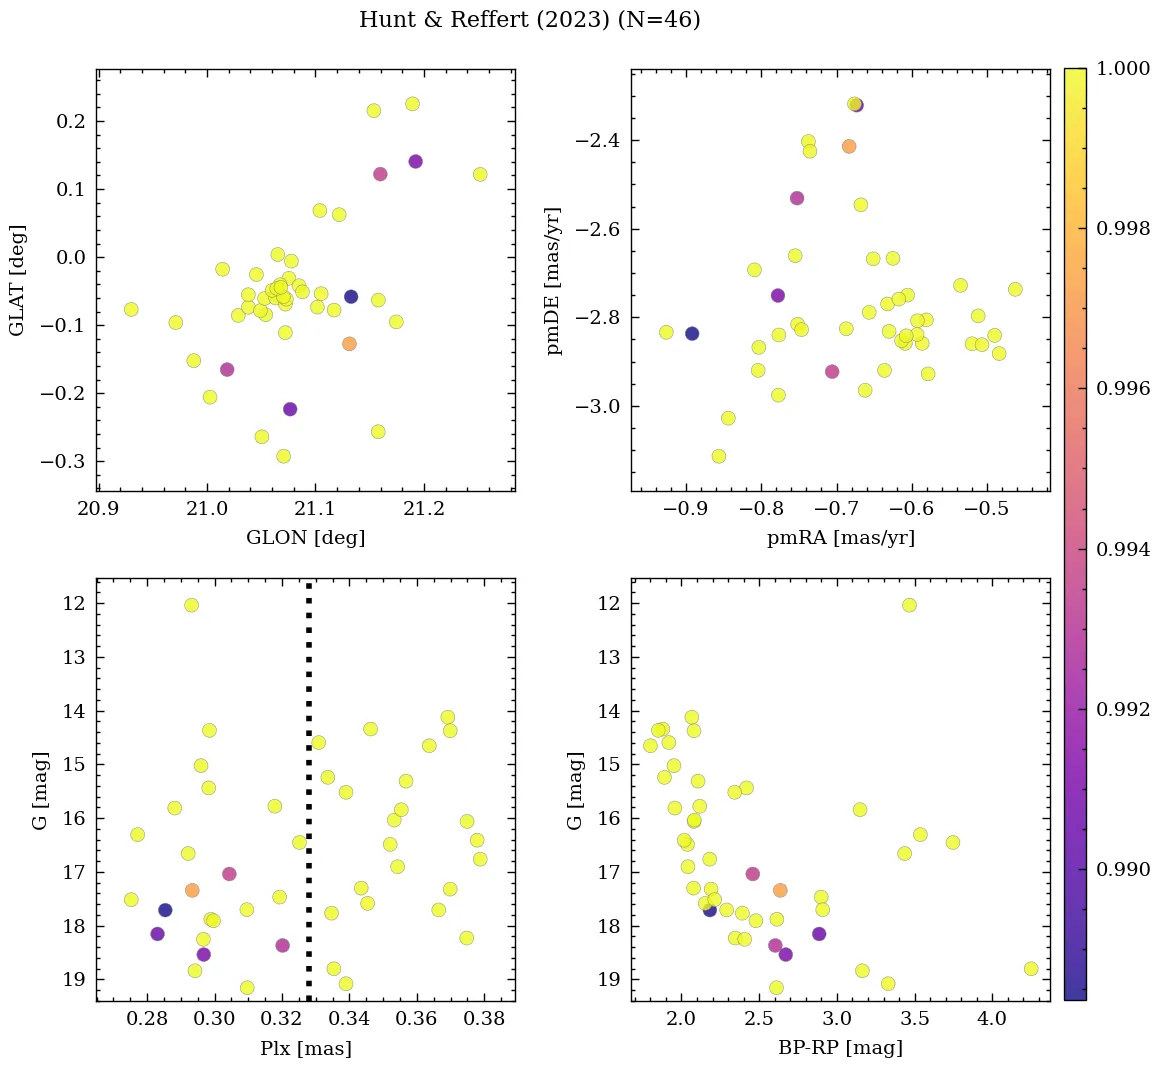 Hunt & Reffert (2023) (N=46)
0.2
0.1
0.0
−0.1
−0.2
−0.3
GLAT [deg]
20.9 21.0 21.1 21.2
GLON [deg]
−2.4
−2.6
−2.8
−3.0
pmDE [mas/yr]
−0.9 −0.8 −0.7 −0.6 −0.5
pmRA [mas/yr]
12
13
14
15
16
17
18
19
G [mag]
0.28 0.30 0.32 0.34 0.36 0.38
Plx [mas]
12
13
14
15
16
17
18
19
G [mag]
2.0 2.5 3.0 3.5 4.0
BP-RP [mag]
1.000
0.998
0.996
0.994
0.992
0.990